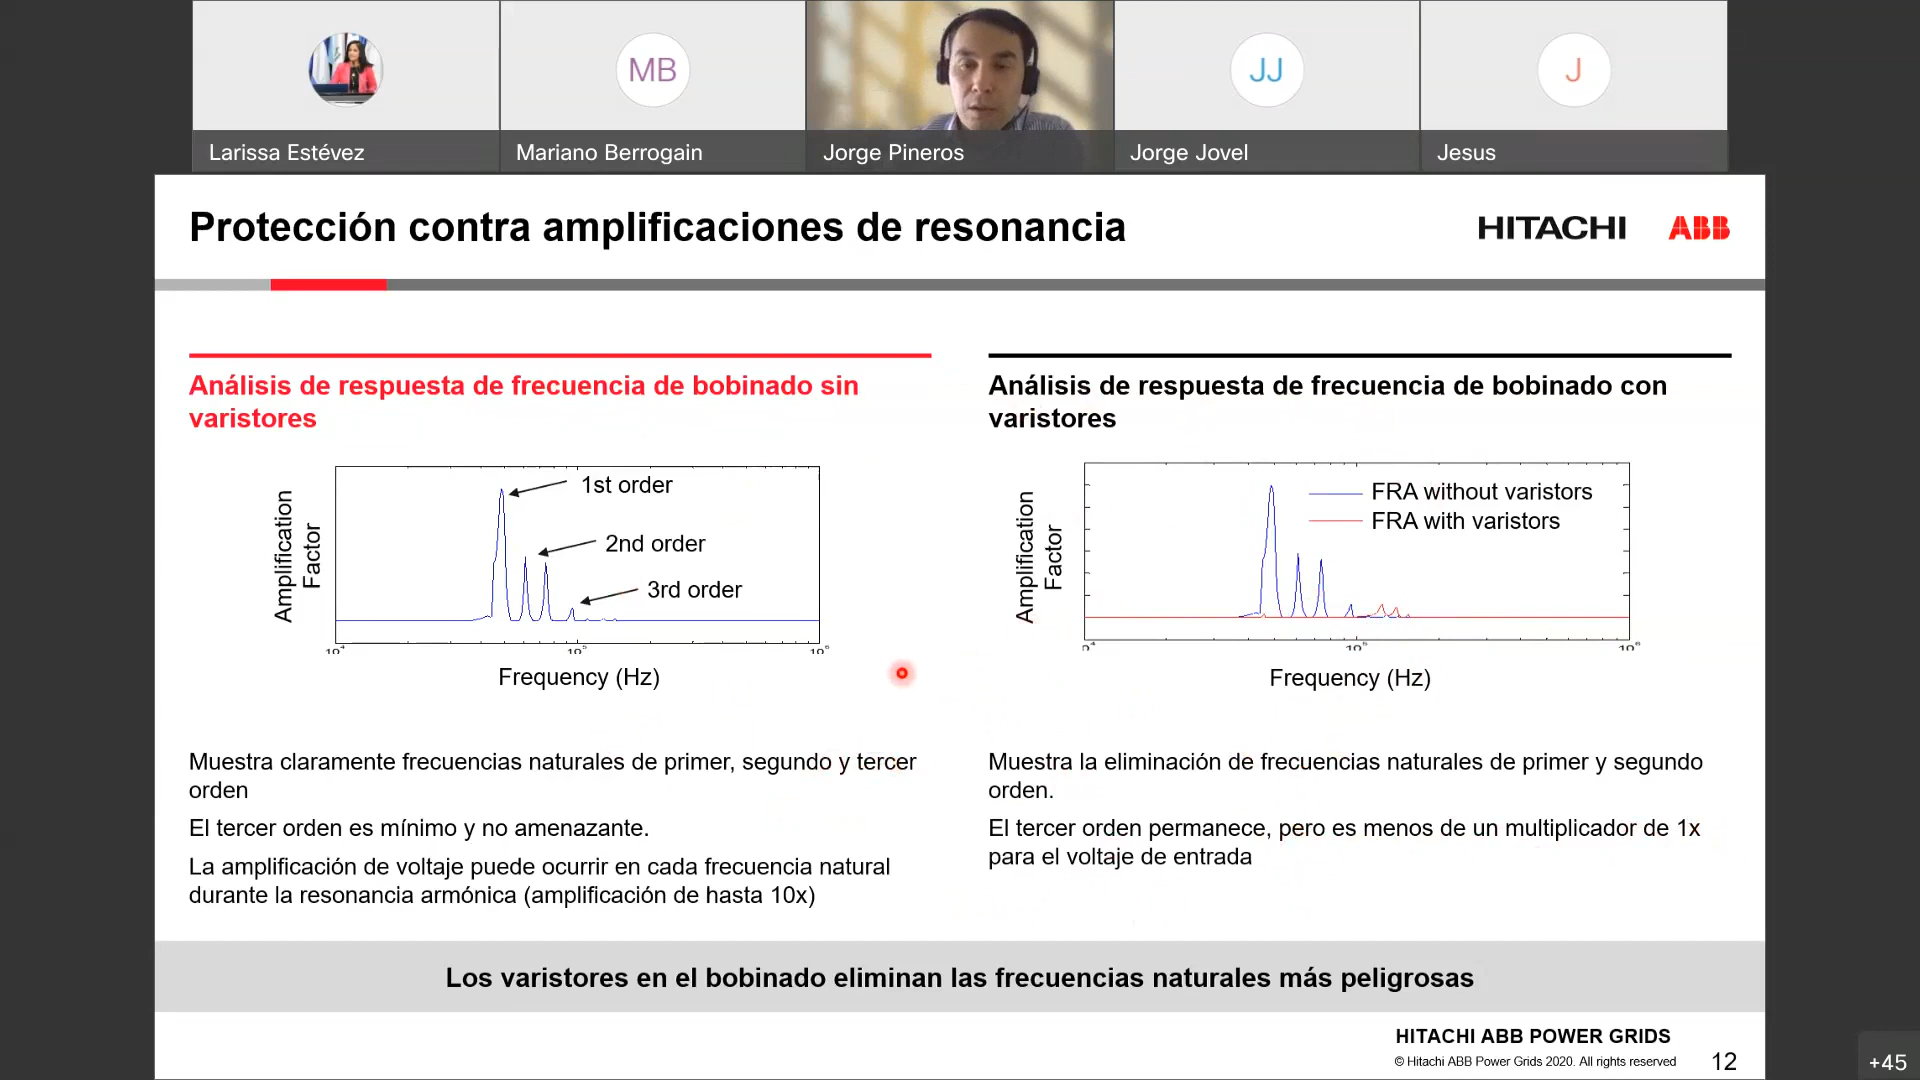 MB
JJ
J
Larissa Estévez
Mariano Berrogain
Jorge Pineros
Jorge Jovel
Jesus
Protección contra amplificaciones de resonancia
HITACHI ABB
Análisis de respuesta de frecuencia de bobinado sin
varistores
Amplification
Factor
1st order
2nd order
3rd order
Frequency (Hz)
Muestra claramente frecuencias naturales de primer, segundo y tercer
orden
El tercer orden es mínimo y no amenazante.
La amplificación de voltaje puede ocurrir en cada frecuencia natural
durante la resonancia armónica (amplificación de hasta 10x)
Análisis de respuesta de frecuencia de bobinado con
varistores
Amplification
Factor
FRA without varistors
FRA with varistors
Frequency (Hz)
Muestra la eliminación de frecuencias naturales de primer y segundo
orden.
El tercer orden permanece, pero es menos de un multiplicador de 1x
para el voltaje de entrada
Los varistores en el bobinado eliminan las frecuencias naturales más peligrosas
HITACHI ABB POWER GRIDS
© Hitachi ABB Power Grids 2020. All rights reserved
12
+45